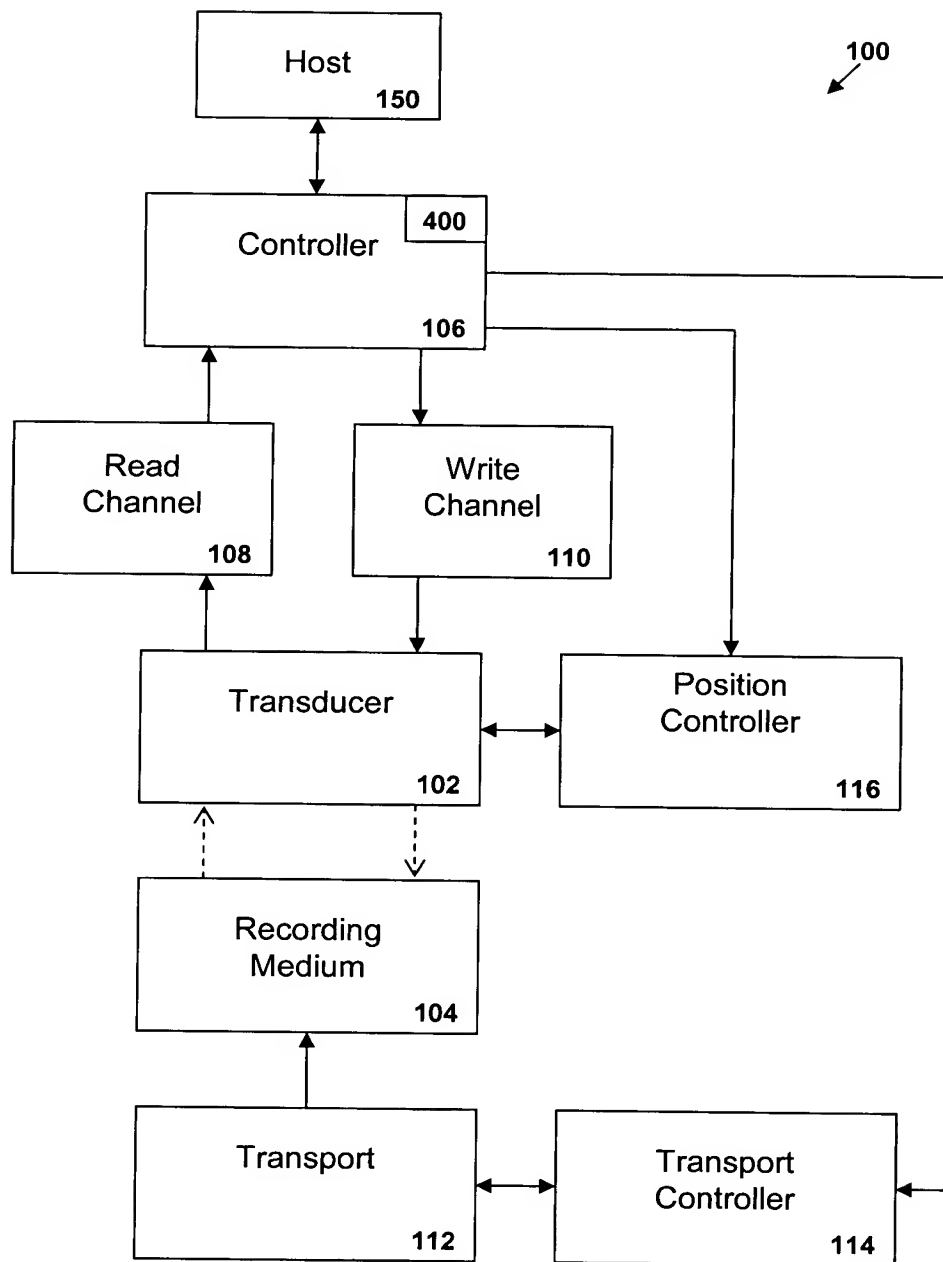 Host
150
100
400
Controller
106
Read
Channel
108
Write
Channel
110
Transducer
102
Position
Controller
116
Recording
Medium
104
Transport
112
Transport
Controller
114